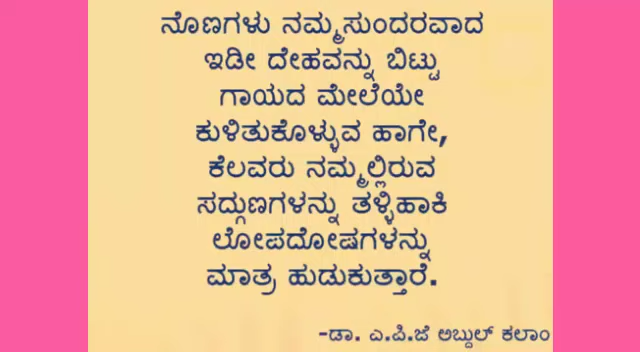 ನೊಣಗಳು ನಮ್ಮಸುಂದರವಾದ
ಇಡೀ ದೇಹವನ್ನು ಬಿಟ್ಟು
ಗಾಯದ ಮೇಲೆಯೇ
ಕುಳಿತುಕೊಳ್ಳುವ ಹಾಗೇ,
ಕೆಲವರು ನಮ್ಮಲ್ಲಿರುವ
ಸದ್ಗುಣಗಳನ್ನು ತಳ್ಳಿಹಾಕಿ
ಲೋಪದೋಷಗಳನ್ನು
ಮಾತ್ರ ಹುಡುಕುತ್ತಾರೆ.
-ಡಾ. ಎ.ಪಿ.ಜೆ ಅಬ್ದುಲ್ ಕಲಾಂ